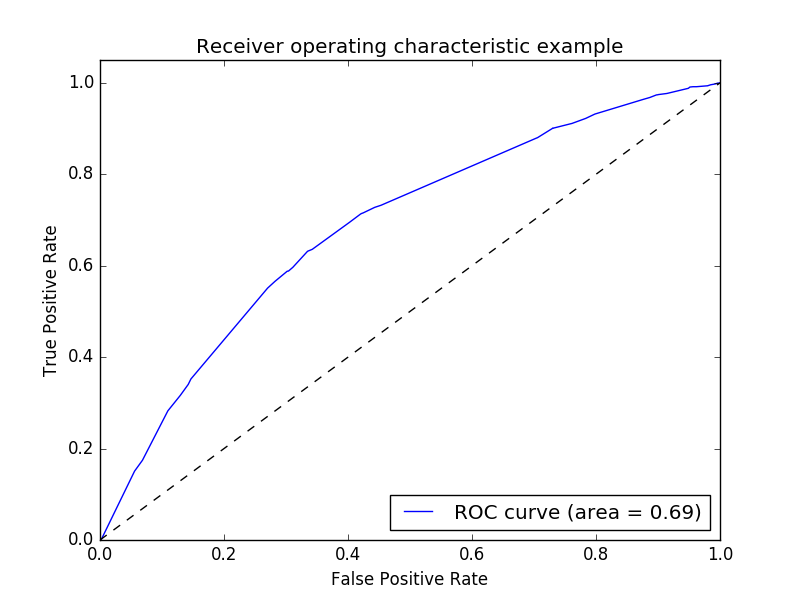 Receiver operating characteristic example
1.0
0.8
0.6
0.4
0.2
0.0
True Positive Rate
ROC curve (area = 0.69)
0.0 0.2 0.4 0.6 0.8 1.0
False Positive Rate